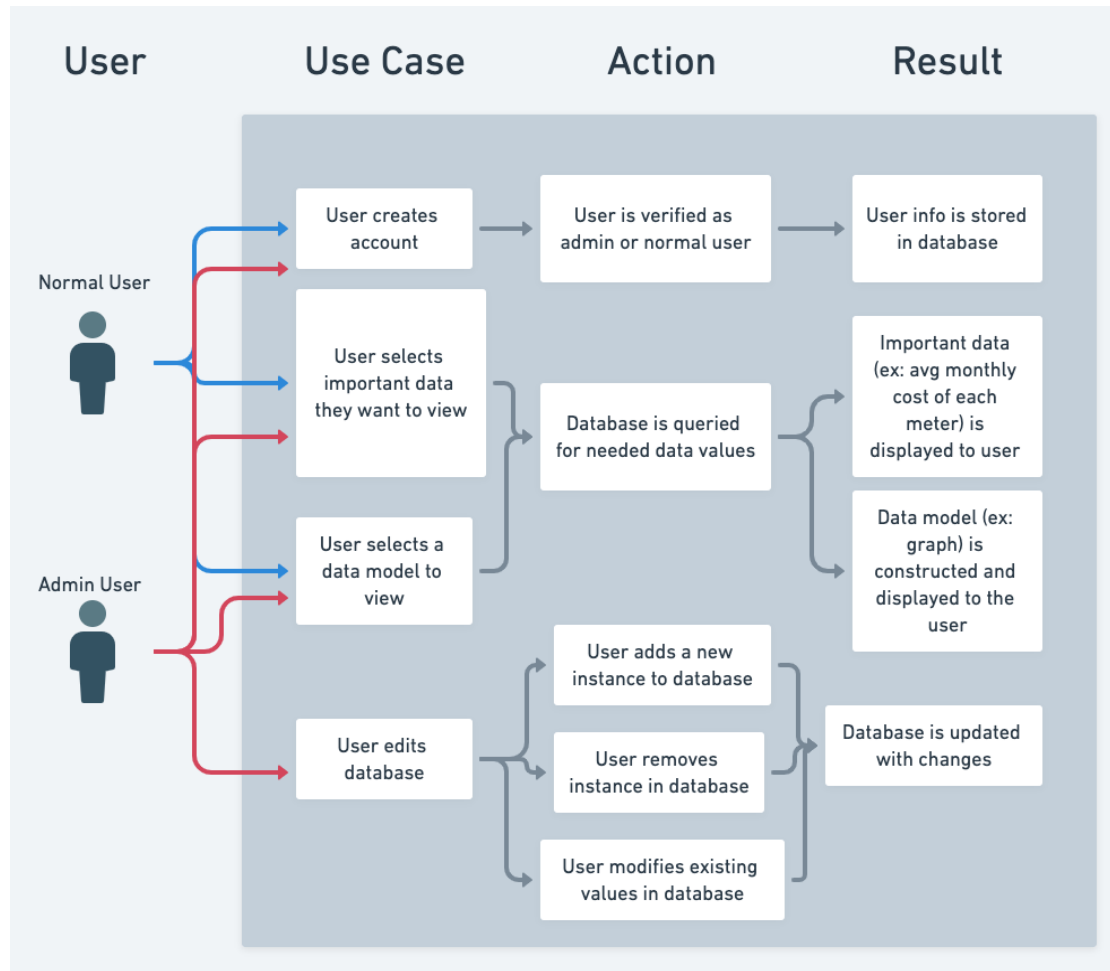 User
Use Case
Action
Result
Normal User
Admin User
User creates
account
User is verified as
admin or normal user
User info is stored
in database
User selects
important data
they want to view
Database is queried
for needed data values
Important data
(ex: avg monthly
cost of each
meter) is
displayed to user
User selects a
data model to
view
Data model (ex:
graph) is
constructed and
displayed to the
user
User edits
database
User adds a new
instance to database
User removes
instance in database
User modifies existing
values in database
Database is updated
with changes